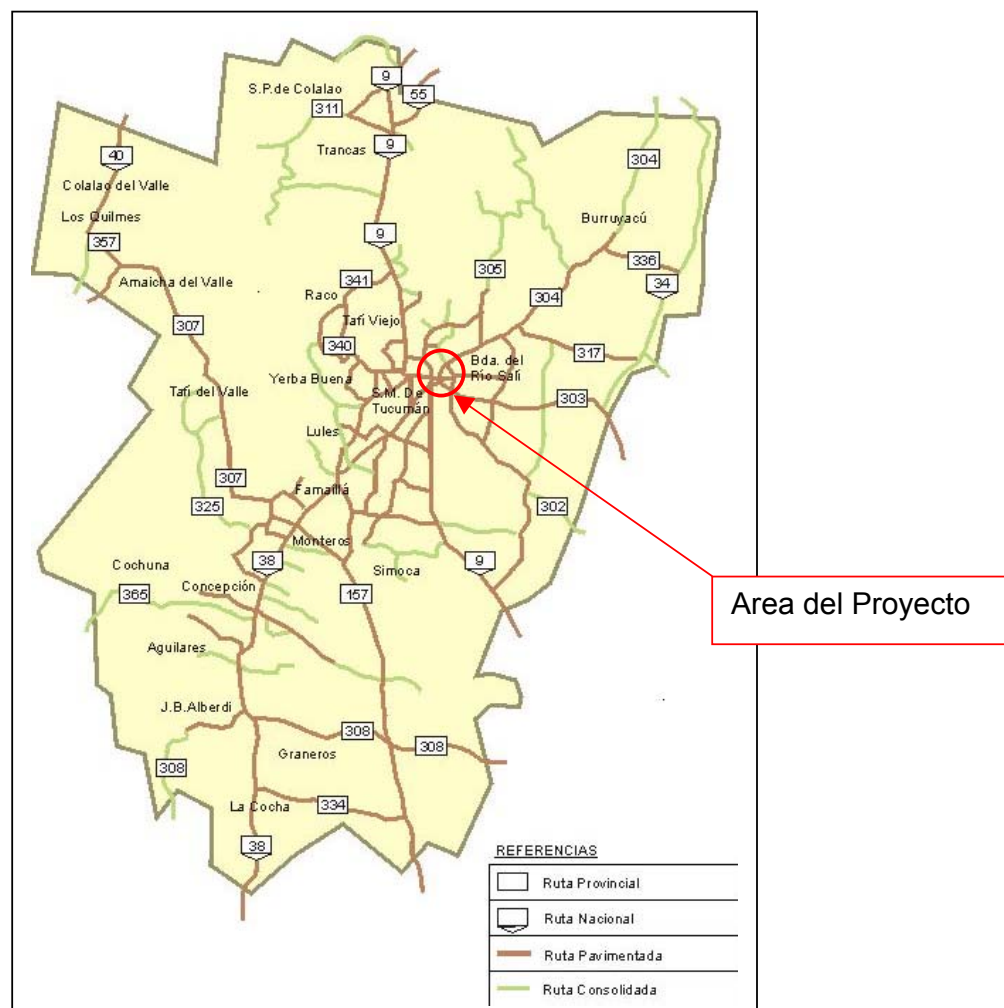 9
S.P.de Colalao
55
311
Trancas
9
304
40
Colalao del Valle
Los Quilmes
Burruyacú
9
357
336
305
Amaicha del Valle
341
34
Raco
304
307
Tafí Viejo
340
317
Bda. del
Río Salí
Yerba Buena
Tafí del Valle
S.M. De
Tucumán
303
Lules
307
Famaillá
325
302
Monteros
38
9
Cochuna
Simoca
Concepción
365
157
Area del Proyecto
Aguilares
J.B.Alberdi
308
308
Graneros
308
La Cocha
334
38
REFERENCIAS
Ruta Provincial
Ruta Nacional
Ruta Pavimentada
Ruta Consolidada